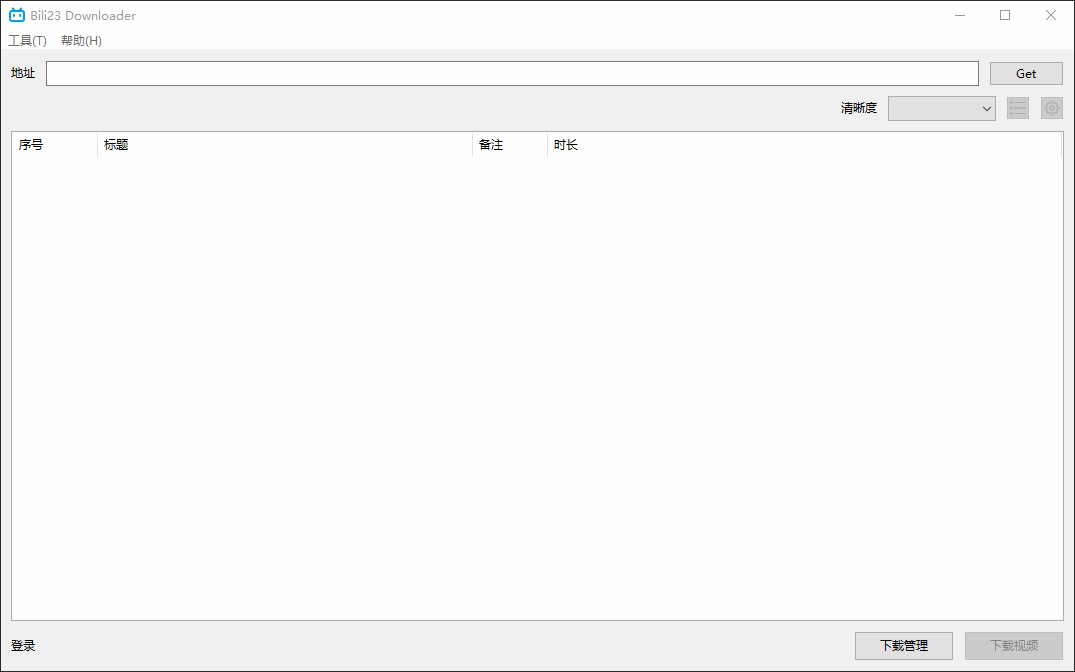 Bili23 Downloader
工具(T) 帮助(H)
地址 Get
清晰度
序号 标题 备注 时长
登录 下载管理 下载视频